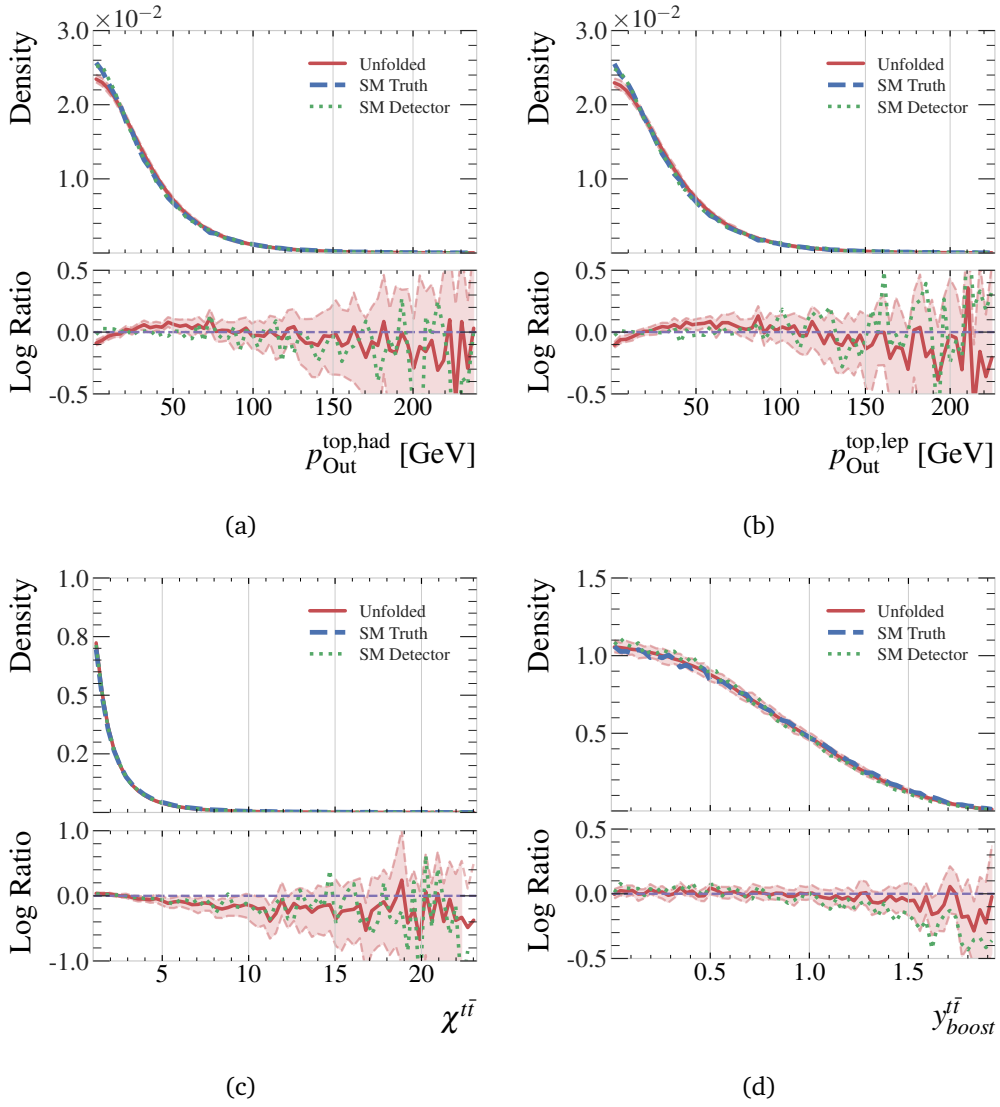 ×10⁻²
3.0
2.0
1.0
Density
Unfolded
SM Truth
SM Detector
0.5
0.0
-0.5
Log Ratio
50 100 150 200
p_Out^top,had [GeV]
(a)
×10⁻²
3.0
2.0
1.0
Density
Unfolded
SM Truth
SM Detector
0.5
0.0
-0.5
Log Ratio
50 100 150 200
p_Out^top,lep [GeV]
(b)
1.0
0.8
0.5
0.2
Density
Unfolded
SM Truth
SM Detector
1.0
0.0
-1.0
Log Ratio
5 10 15 20
χ^tt̄
(c)
1.5
1.0
0.5
Density
Unfolded
SM Truth
SM Detector
0.5
0.0
-0.5
Log Ratio
0.5 1.0 1.5
y_boost^tt̄
(d)